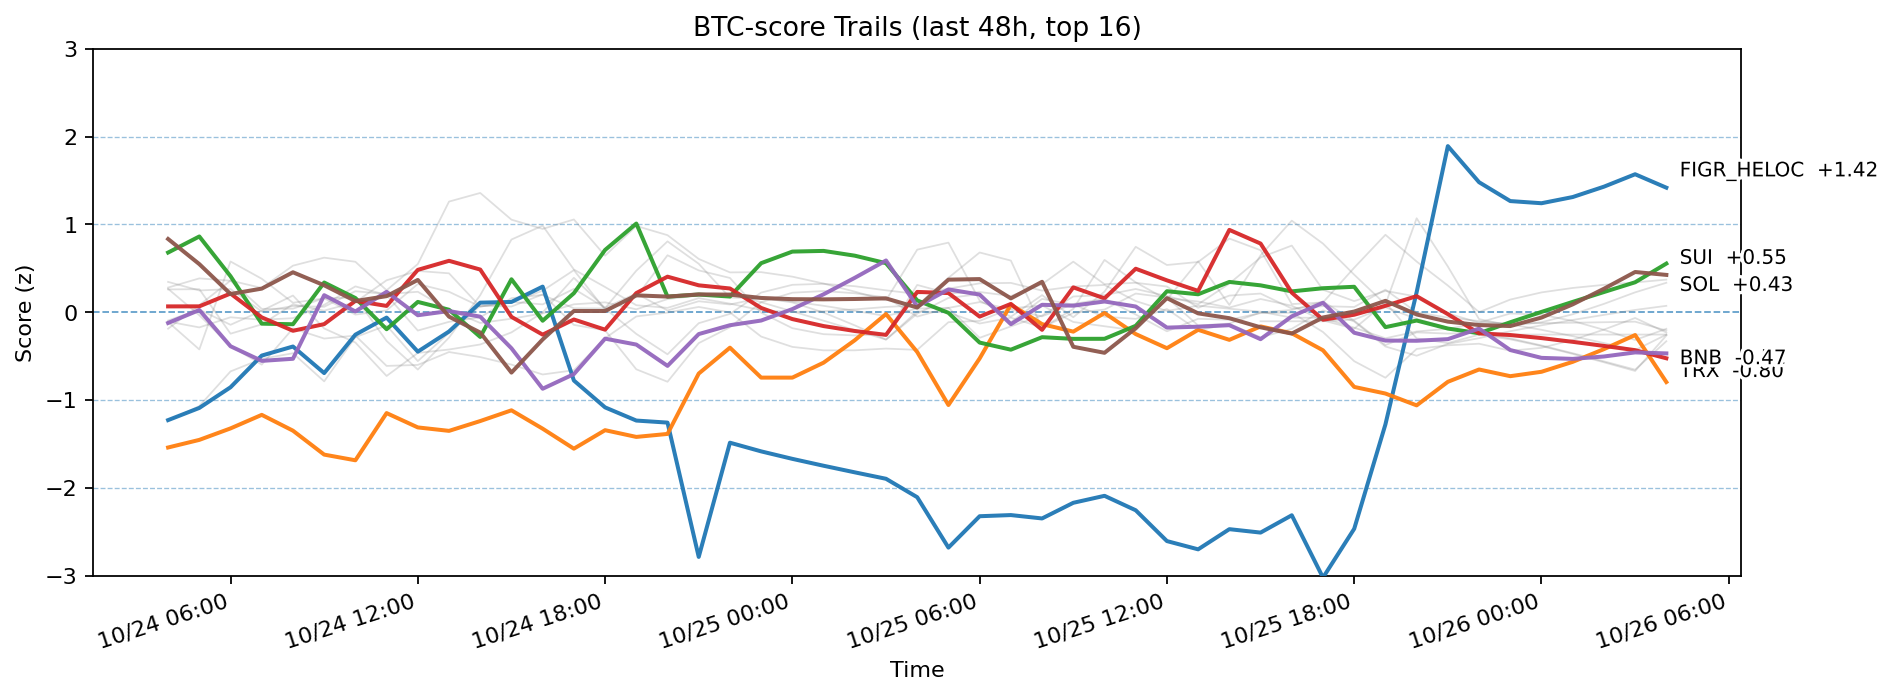 BTC-score Trails (last 48h, top 16)
Score (z)
3
2
1
0
−1
−2
−3
FIGR_HELOC +1.42
SUI +0.55
SOL +0.43
BNB -0.47
TRX -0.80
10/24 06:00
10/24 12:00
10/24 18:00
10/25 00:00
10/25 06:00
10/25 12:00
10/25 18:00
10/26 00:00
10/26 06:00
Time